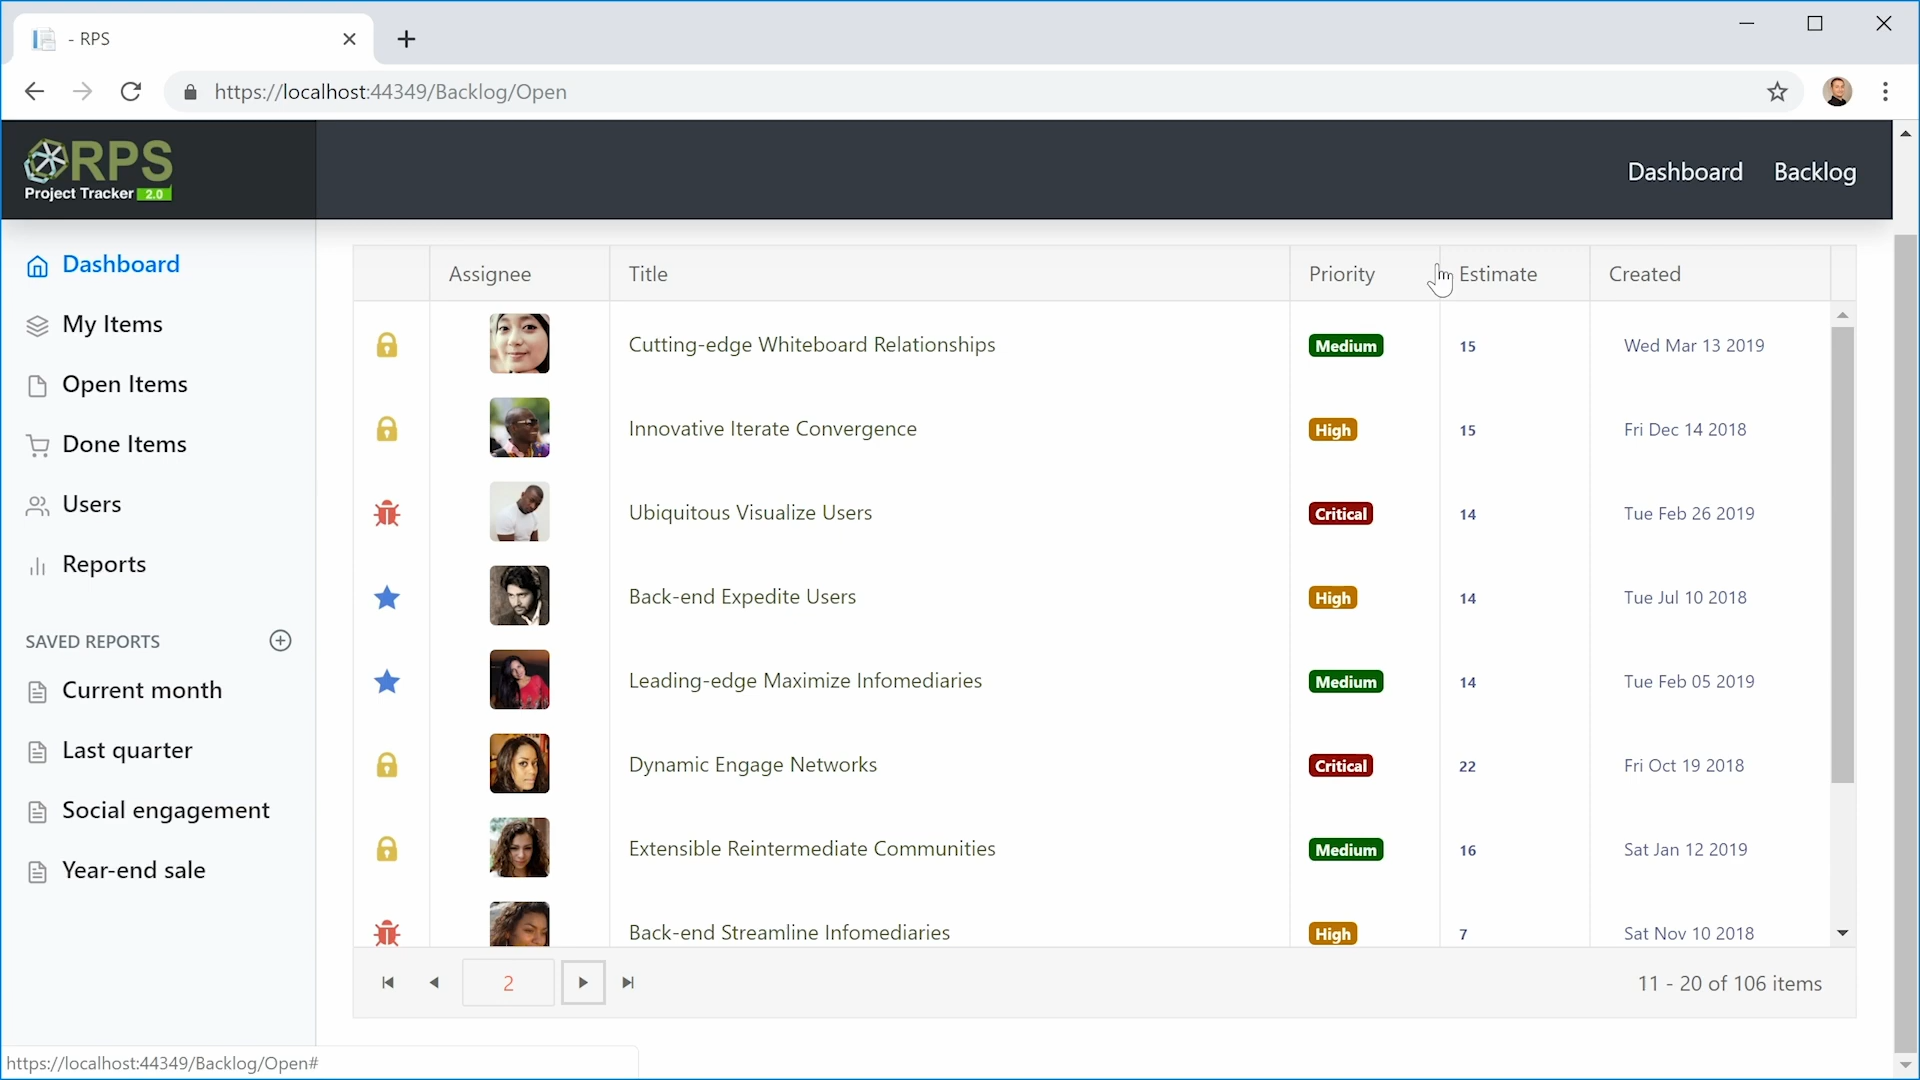 - RPS
https://localhost:44349/Backlog/Open
RPS
Project Tracker 2.0
Dashboard Backlog
Dashboard
My Items
Open Items
Done Items
Users
Reports
SAVED REPORTS
Current month
Last quarter
Social engagement
Year-end sale
Assignee Title Priority Estimate Created
Cutting-edge Whiteboard Relationships Medium 15 Wed Mar 13 2019
Innovative Iterate Convergence High 15 Fri Dec 14 2018
Ubiquitous Visualize Users Critical 14 Tue Feb 26 2019
Back-end Expedite Users High 14 Tue Jul 10 2018
Leading-edge Maximize Infomediaries Medium 14 Tue Feb 05 2019
Dynamic Engage Networks Critical 22 Fri Oct 19 2018
Extensible Reintermediate Communities Medium 16 Sat Jan 12 2019
Back-end Streamline Infomediaries High 7 Sat Nov 10 2018
2
11 - 20 of 106 items
https://localhost:44349/Backlog/Open#